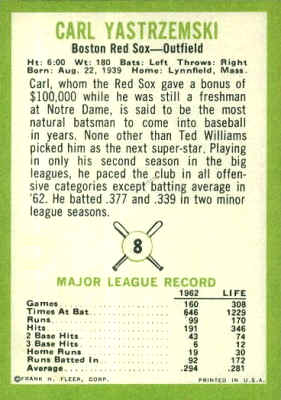 CARL YASTRZEMSKI
Boston Red Sox—Outfield
Ht: 6:00 Wt: 180 Bats: Left Throws: Right
Born: Aug. 22, 1939 Home: Lynnfield, Mass.
Carl, whom the Red Sox gave a bonus of
$100,000 while he was still a freshman
at Notre Dame, is said to be the most
natural batsman to come into baseball
in years. None other than Ted Williams
picked him as the next super-star. Playing
in only his second season in the big
leagues, he paced the club in all offen-
sive categories except batting average in
'62. He batted .377 and .339 in two minor
league seasons.
8
MAJOR LEAGUE RECORD
1962 LIFE
Games 160 308
Times At Bat 646 1229
Runs 99 170
Hits 191 346
2 Base Hits 43 74
3 Base Hits 6 12
Home Runs 19 30
Runs Batted In 92 172
Average .294 .281
©FRANK H. FLEER, CORP. PRINTED IN U.S.A.